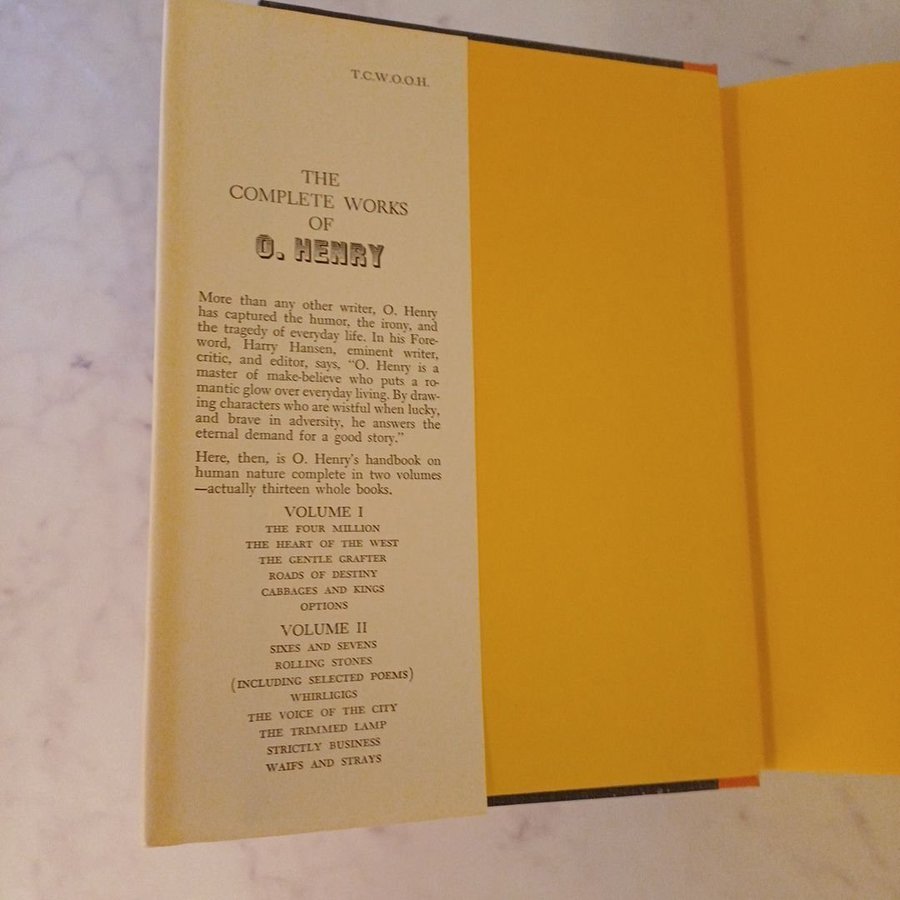 T.C.W.O.O.H.
THE
COMPLETE WORKS
OF
O. HENRY
More than any other writer, O. Henry
has captured the humor, the irony, and
the tragedy of everyday life. In his Fore-
word, Harry Hansen, eminent writer,
critic, and editor, says, “O. Henry is a
master of make-believe who puts a ro-
mantic glow over everyday living. By draw-
ing characters who are wistful when lucky,
and brave in adversity, he answers the
eternal demand for a good story.”
Here, then, is O. Henry's handbook on
human nature complete in two volumes
—actually thirteen whole books.
VOLUME I
THE FOUR MILLION
THE HEART OF THE WEST
THE GENTLE GRAFTER
ROADS OF DESTINY
CABBAGES AND KINGS
OPTIONS
VOLUME II
SIXES AND SEVENS
ROLLING STONES
(INCLUDING SELECTED POEMS)
WHIRLIGIGS
THE VOICE OF THE CITY
THE TRIMMED LAMP
STRICTLY BUSINESS
WAIFS AND STRAYS